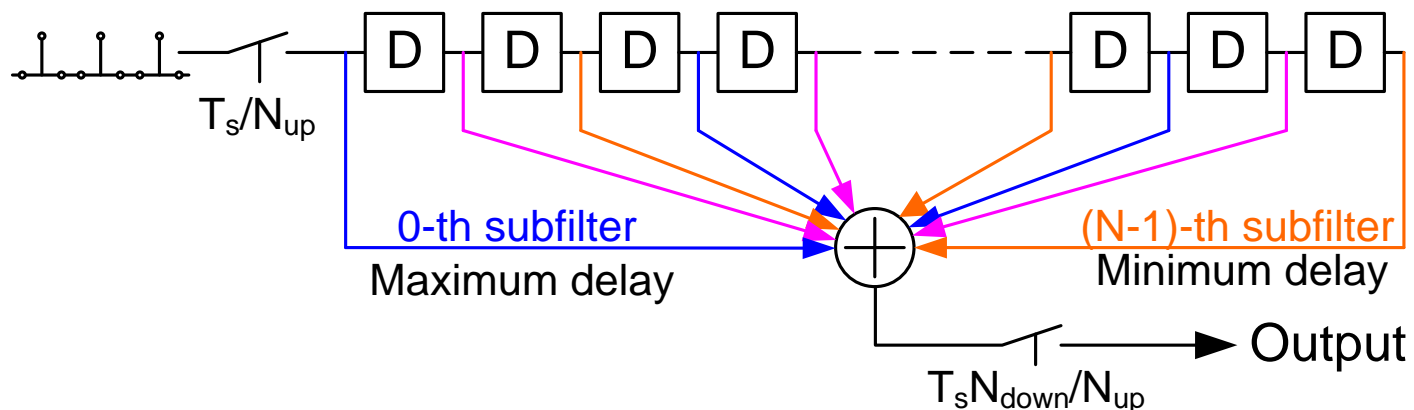 D D D D D D D
Ts/Nup
0-th subfilter
(N-1)-th subfilter
Maximum delay
Minimum delay
Output
TsNdown/Nup